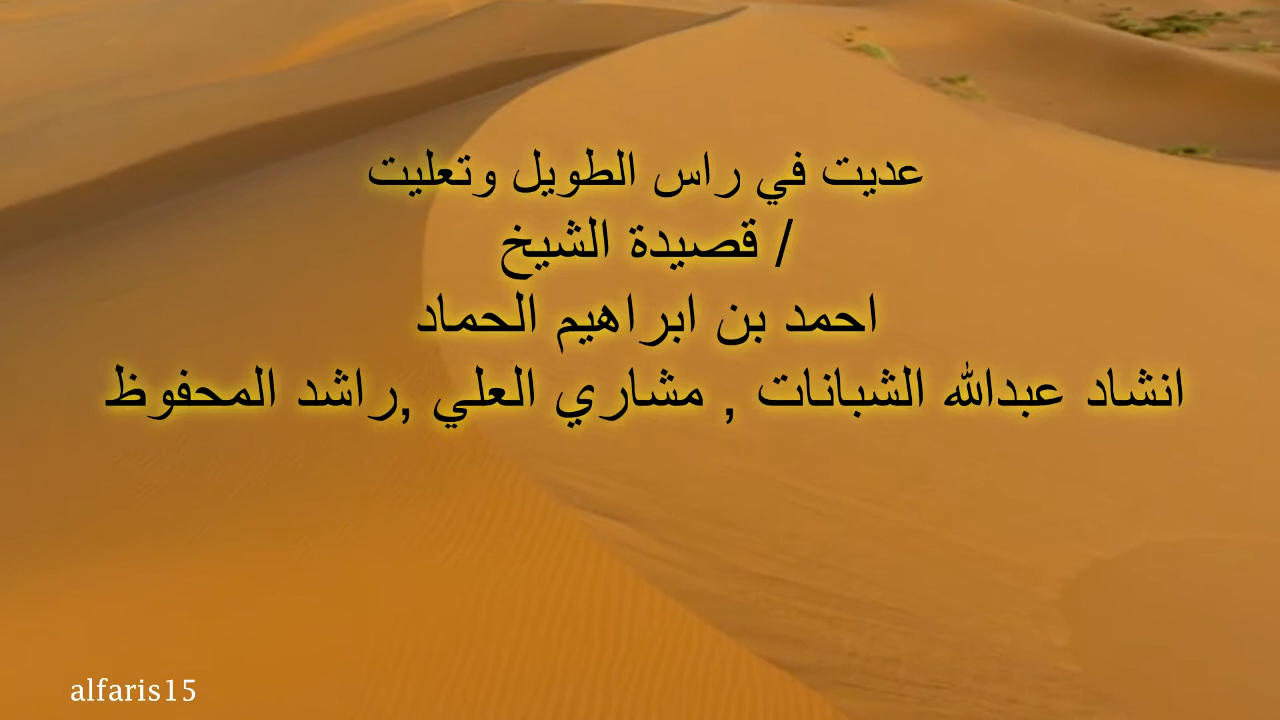 عديت في راس الطويل وتعليت
/ قصيدة الشيخ
احمد بن ابراهيم الحماد
انشاد عبدالله الشبانات , مشاري العلي ,راشد المحفوظ
alfaris15